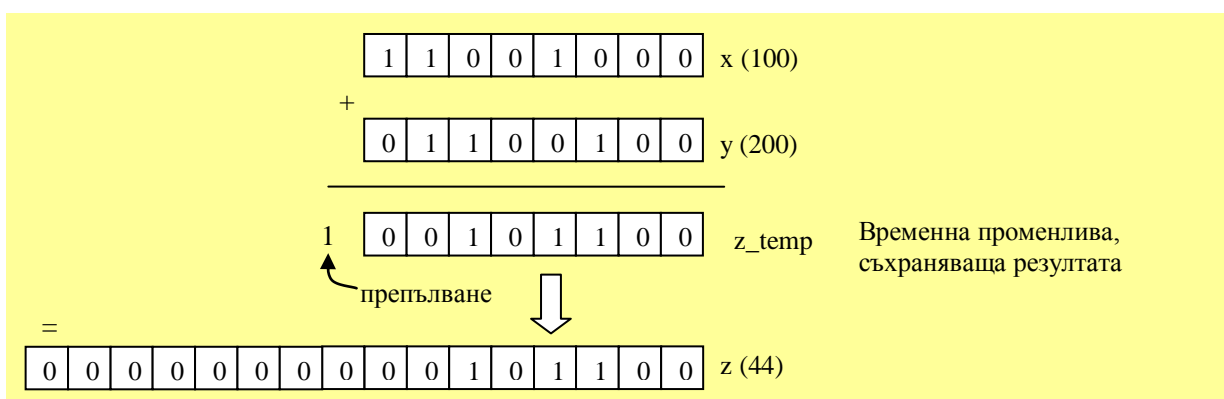 1 1 0 0 1 0 0 0 x (100)
+
0 1 1 0 0 1 0 0 y (200)
1 0 0 1 0 1 1 0 0 z_temp Временна променлива,
съхраняваща резултата
препълване
=
0 0 0 0 0 0 0 0 0 0 1 0 1 1 0 0 z (44)